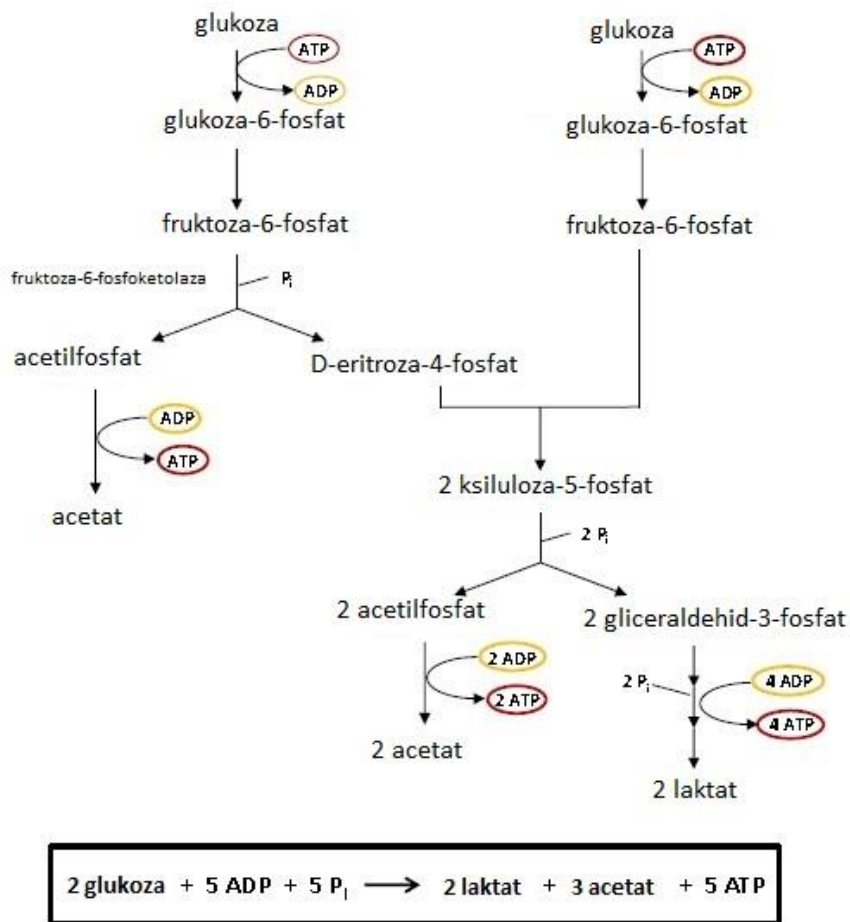 glukoza glukoza
ATP ATP
ADP ADP
glukoza-6-fosfat glukoza-6-fosfat
fruktoza-6-fosfat fruktoza-6-fosfat
fruktoza-6-fosfoketolaza Pi
acetilfosfat D-eritroza-4-fosfat
ADP
ATP
acetat
2 ksiluloza-5-fosfat
2 Pi
2 acetilfosfat 2 gliceraldehid-3-fosfat
2 ADP 2 Pi 4 ADP
2 ATP 4 ATP
2 acetat
2 laktat
2 glukoza + 5 ADP + 5 Pi ⟶ 2 laktat + 3 acetat + 5 ATP